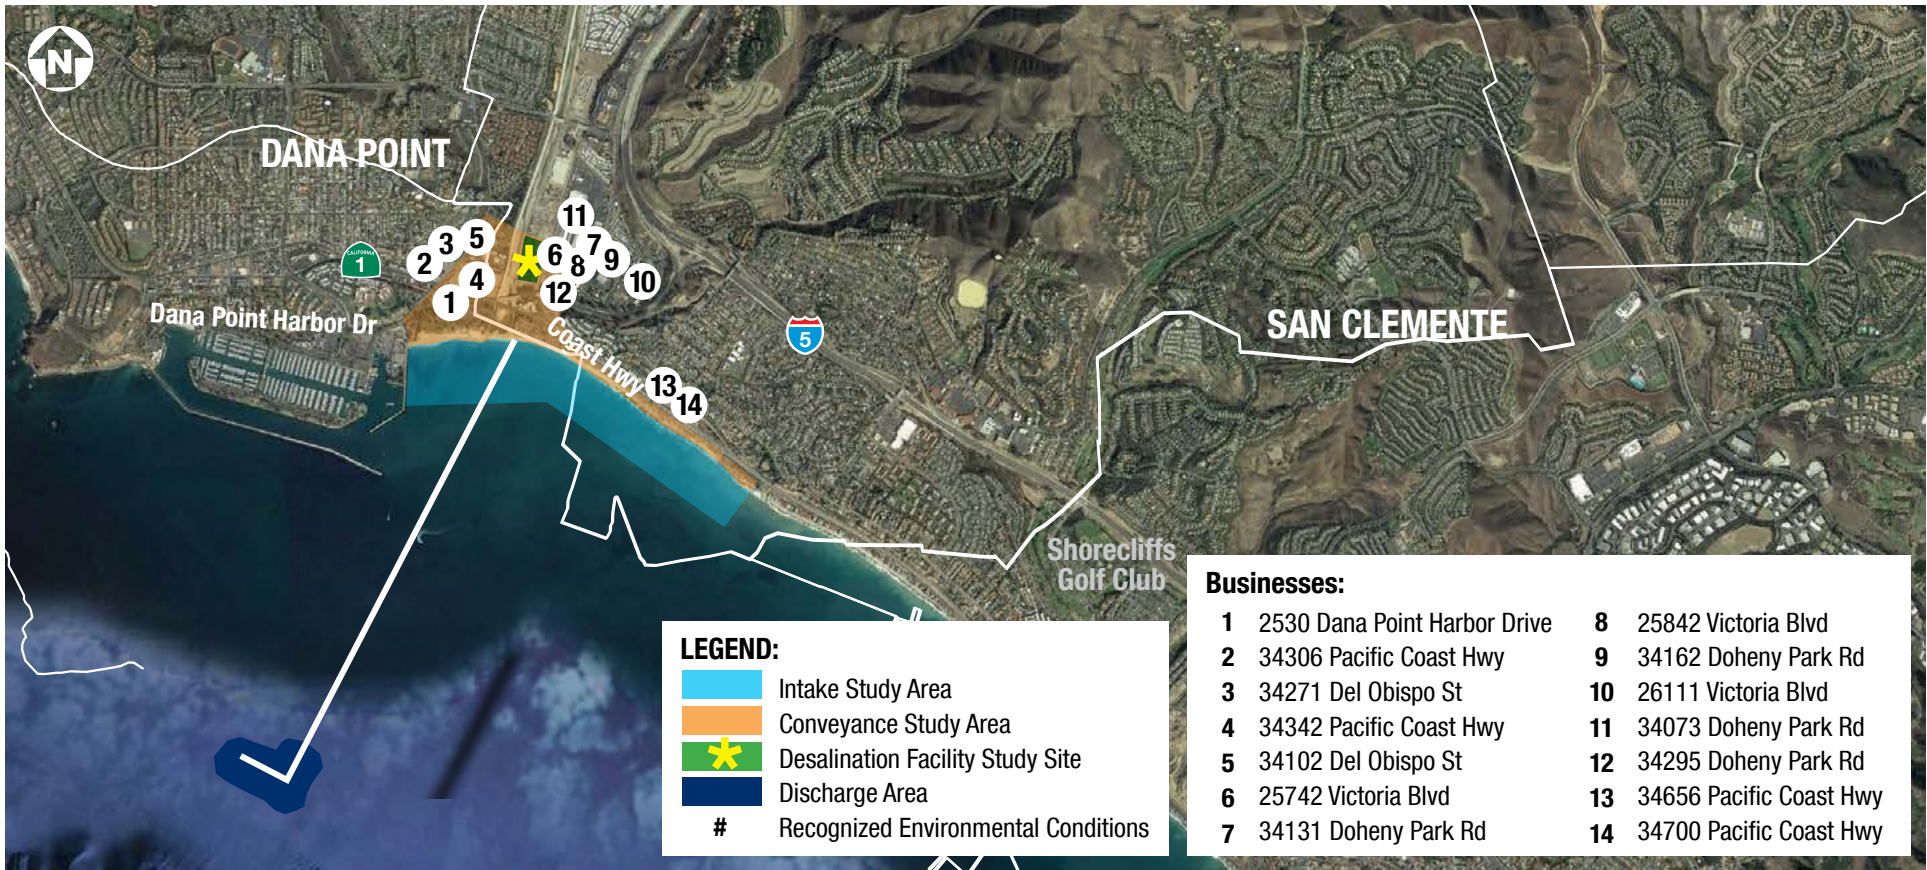 N
DANA POINT
11
3
5
7
2
6
8
9
CALIFORNIA
1
4
10
1
12
Dana Point Harbor Dr
Coast Hwy
5
SAN CLEMENTE
13
14
Shorecliffs
Golf Club
LEGEND:
Intake Study Area
Conveyance Study Area
Desalination Facility Study Site
Discharge Area
# Recognized Environmental Conditions
Businesses:
1 2530 Dana Point Harbor Drive
2 34306 Pacific Coast Hwy
3 34271 Del Obispo St
4 34342 Pacific Coast Hwy
5 34102 Del Obispo St
6 25742 Victoria Blvd
7 34131 Doheny Park Rd
8 25842 Victoria Blvd
9 34162 Doheny Park Rd
10 26111 Victoria Blvd
11 34073 Doheny Park Rd
12 34295 Doheny Park Rd
13 34656 Pacific Coast Hwy
14 34700 Pacific Coast Hwy